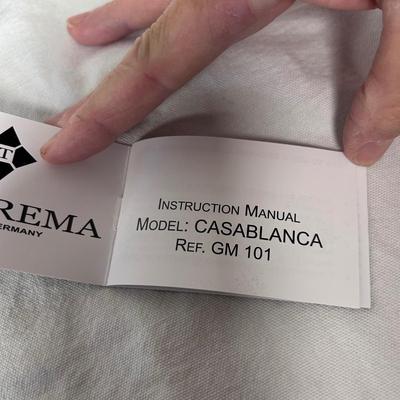 T
REMA
ERMANY
INSTRUCTION MANUAL
MODEL: CASABLANCA
REF. GM 101